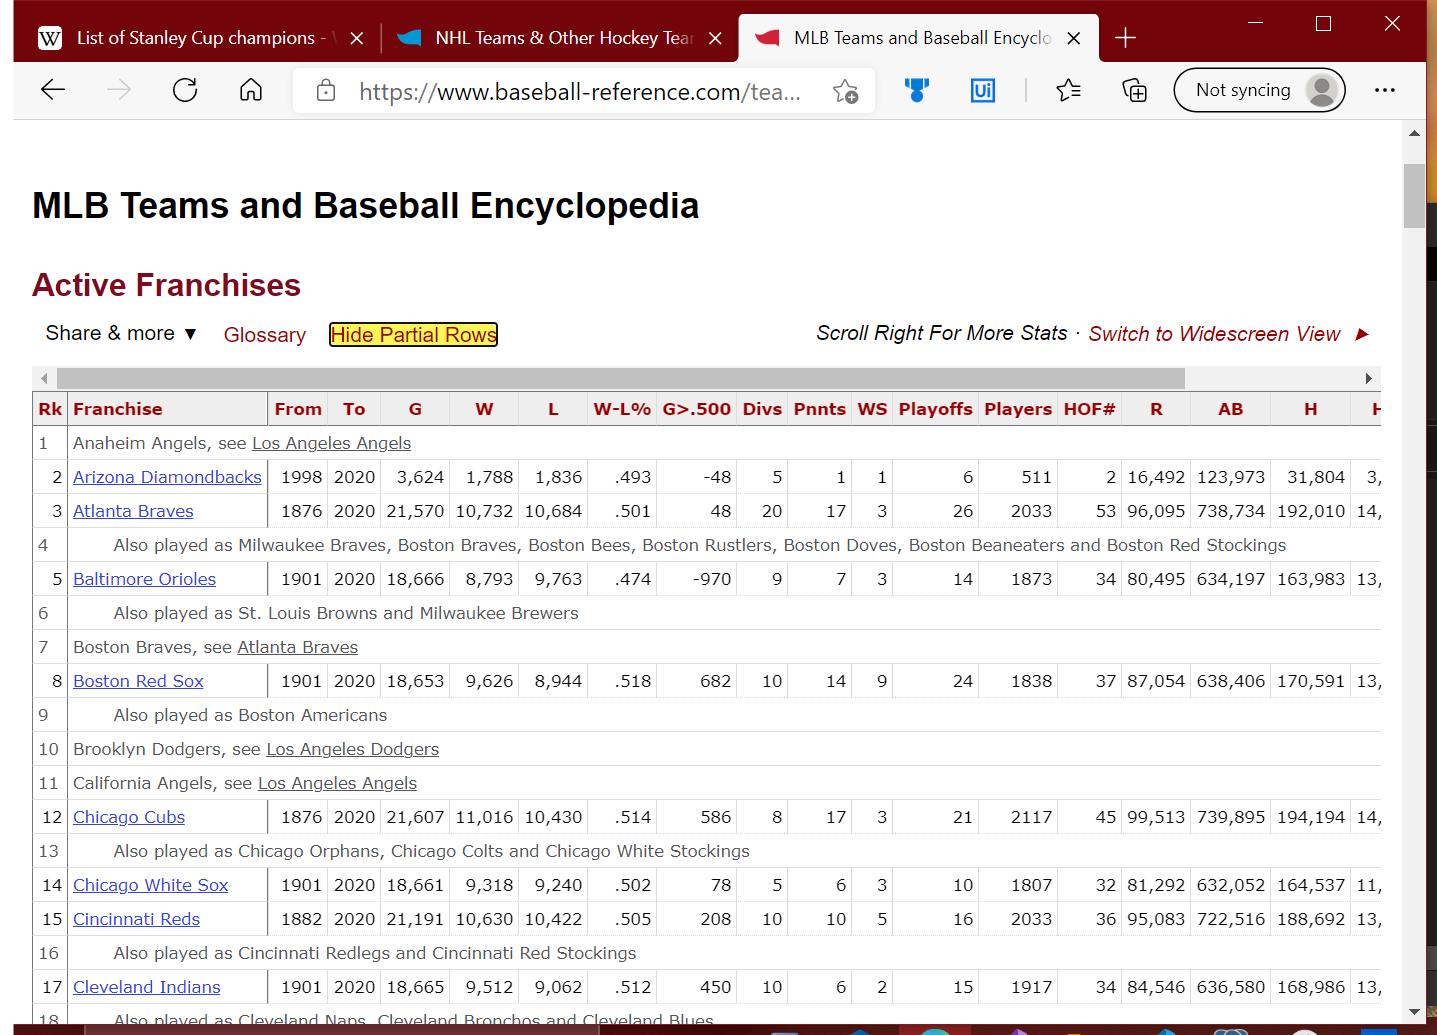 List of Stanley Cup champions -
NHL Teams & Other Hockey Tea
MLB Teams and Baseball Encyclo
https://www.baseball-reference.com/tea...
Ui
Not syncing
MLB Teams and Baseball Encyclopedia
Active Franchises
Share & more ▼ Glossary Hide Partial Rows
Scroll Right For More Stats · Switch to Widescreen View ►
Rk Franchise From To G W L W-L% G>.500 Divs Pnnts WS Playoffs Players HOF# R AB H H
1 Anaheim Angels, see Los Angeles Angels
2 Arizona Diamondbacks 1998 2020 3,624 1,788 1,836 .493 -48 5 1 1 6 511 2 16,492 123,973 31,804 3,
3 Atlanta Braves 1876 2020 21,570 10,732 10,684 .501 48 20 17 3 26 2033 53 96,095 738,734 192,010 14,
4 Also played as Milwaukee Braves, Boston Braves, Boston Bees, Boston Rustlers, Boston Doves, Boston Beaneaters and Boston Red Stockings
5 Baltimore Orioles 1901 2020 18,666 8,793 9,763 .474 -970 9 7 3 14 1873 34 80,495 634,197 163,983 13,
6 Also played as St. Louis Browns and Milwaukee Brewers
7 Boston Braves, see Atlanta Braves
8 Boston Red Sox 1901 2020 18,653 9,626 8,944 .518 682 10 14 9 24 1838 37 87,054 638,406 170,591 13,
9 Also played as Boston Americans
10 Brooklyn Dodgers, see Los Angeles Dodgers
11 California Angels, see Los Angeles Angels
12 Chicago Cubs 1876 2020 21,607 11,016 10,430 .514 586 8 17 3 21 2117 45 99,513 739,895 194,194 14,
13 Also played as Chicago Orphans, Chicago Colts and Chicago White Stockings
14 Chicago White Sox 1901 2020 18,661 9,318 9,240 .502 78 5 6 3 10 1807 32 81,292 632,052 164,537 11,
15 Cincinnati Reds 1882 2020 21,191 10,630 10,422 .505 208 10 10 5 16 2033 36 95,083 722,516 188,692 13,
16 Also played as Cincinnati Redlegs and Cincinnati Red Stockings
17 Cleveland Indians 1901 2020 18,665 9,512 9,062 .512 450 10 6 2 15 1917 34 84,546 636,580 168,986 13,
18 Also played as Cleveland Naps, Cleveland Bronchos and Cleveland Blues